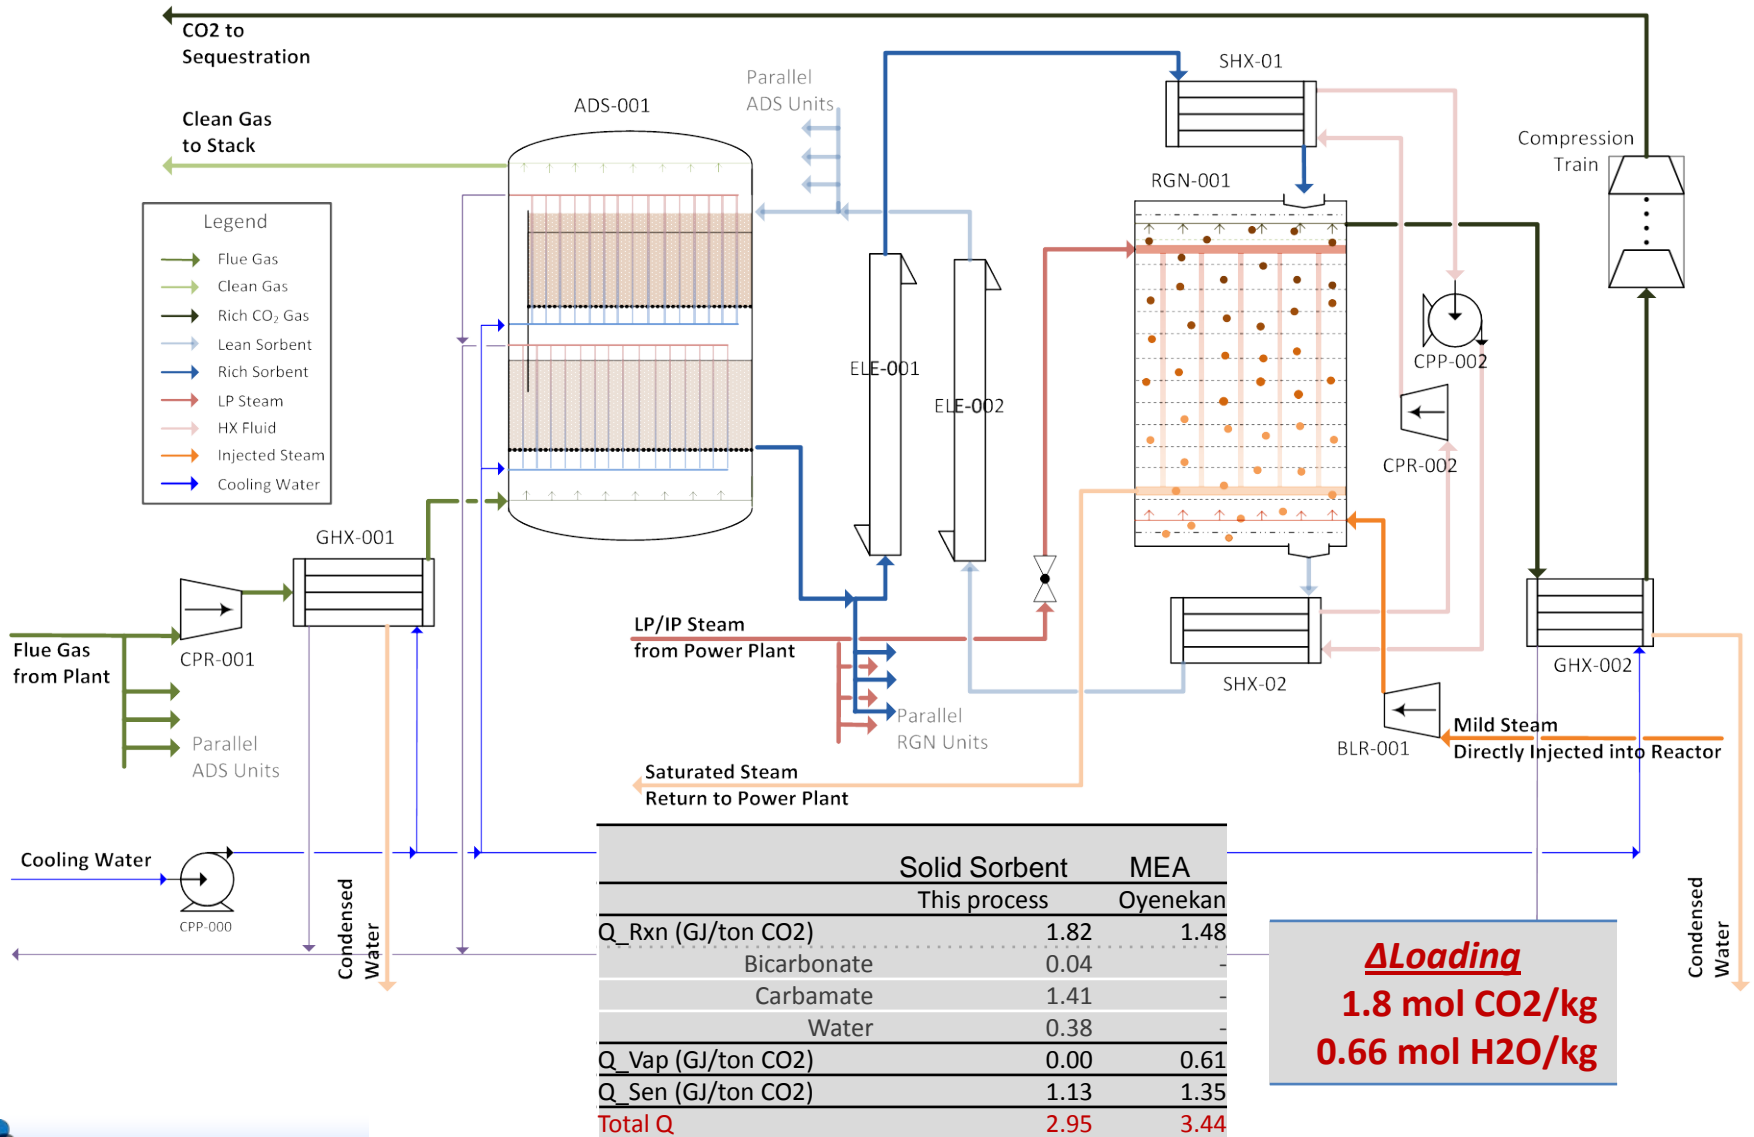 CO2 to
Sequestration
SHX-01
Parallel
ADS Units
ADS-001
Clean Gas
to Stack
Compression
Train
RGN-001
Legend
Flue Gas
Clean Gas
Rich CO₂ Gas
Lean Sorbent
Rich Sorbent
LP Steam
HX Fluid
Injected Steam
Cooling Water
ELE-001
ELE-002
CPP-002
CPR-002
GHX-001
CPR-001
Flue Gas
from Plant
Parallel
ADS Units
LP/IP Steam
from Power Plant
Parallel
RGN Units
SHX-02
GHX-002
BLR-001
Mild Steam
Directly Injected into Reactor
Saturated Steam
Return to Power Plant
Cooling Water
CPP-000
Condensed
Water
Solid Sorbent MEA
This process Oyenekan
Q_Rxn (GJ/ton CO2) 1.82 1.48
Bicarbonate 0.04 -
Carbamate 1.41 -
Water 0.38 -
Q_Vap (GJ/ton CO2) 0.00 0.61
Q_Sen (GJ/ton CO2) 1.13 1.35
Total Q 2.95 3.44
ΔLoading
1.8 mol CO2/kg
0.66 mol H2O/kg
Condensed
Water